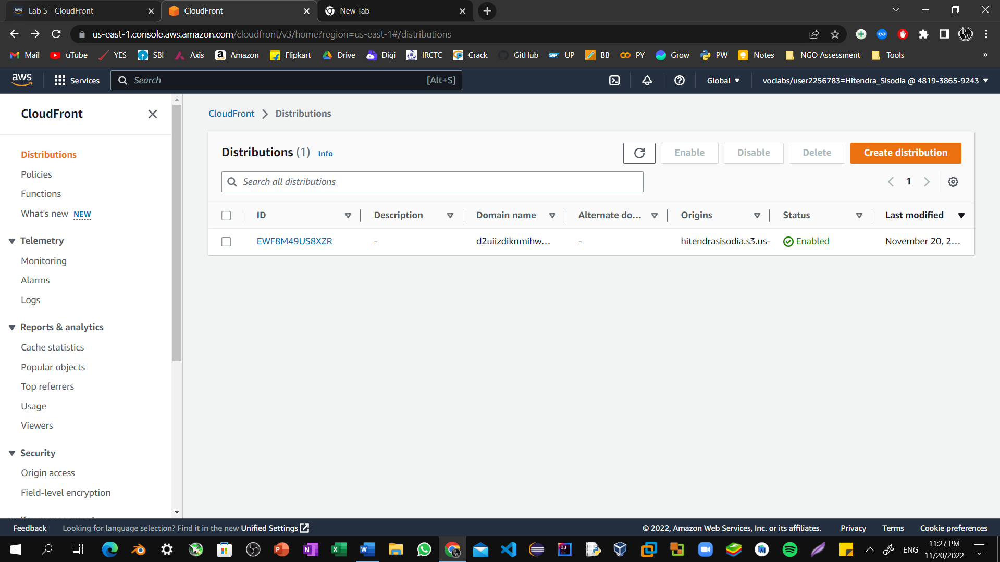 Lab 5 - CloudFront
CloudFront
New Tab
us-east-1.console.aws.amazon.com/cloudfront/v3/home?region=us-east-1#/distributions
Mail uTube YES SBI Axis Amazon Flipkart Drive Digi IRCTC Crack GitHub UP BB PY Grow PW Notes NGO Assessment Tools »
aws Services Search [Alt+S] Global voclabs/user2256783=Hitendra_Sisodia @ 4819-3865-9243
CloudFront
Distributions
Policies
Functions
What's new NEW
Telemetry
Monitoring
Alarms
Logs
Reports & analytics
Cache statistics
Popular objects
Top referrers
Usage
Viewers
Security
Origin access
Field-level encryption
CloudFront > Distributions
Distributions (1) Info
Enable Disable Delete Create distribution
Search all distributions
1
ID Description Domain name Alternate do... Origins Status Last modified
EWF8M49US8XZR - d2uiizdiknmihw... - hitendrasisodia.s3.us- Enabled November 20, 2...
Feedback Looking for language selection? Find it in the new Unified Settings
© 2022, Amazon Web Services, Inc. or its affiliates. Privacy Terms Cookie preferences
ENG
11:27 PM
11/20/2022